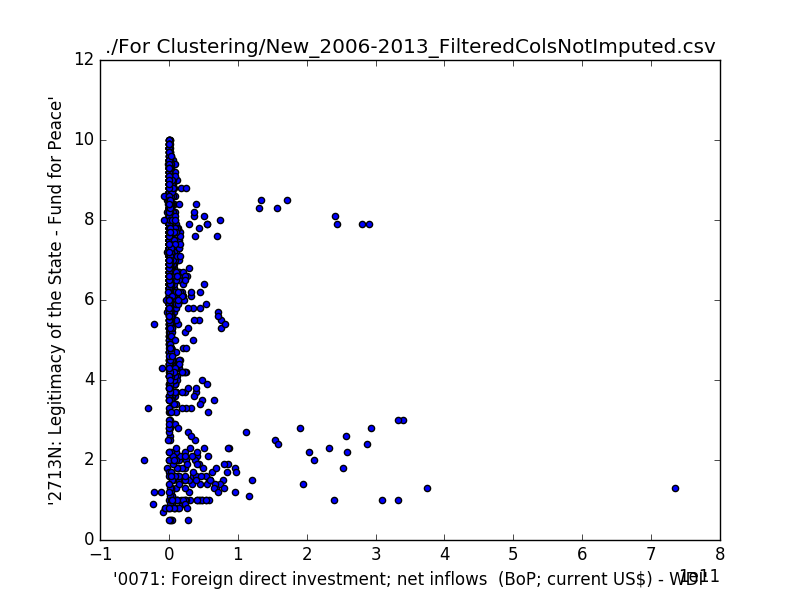 ./For Clustering/New_2006-2013_FilteredColsNotImputed.csv
'2713N: Legitimacy of the State - Fund for Peace'
12
10
8
6
4
2
0
−1 0 1 2 3 4 5 6 7 8
1e11
'0071: Foreign direct investment; net inflows (BoP; current US$) - WDI'